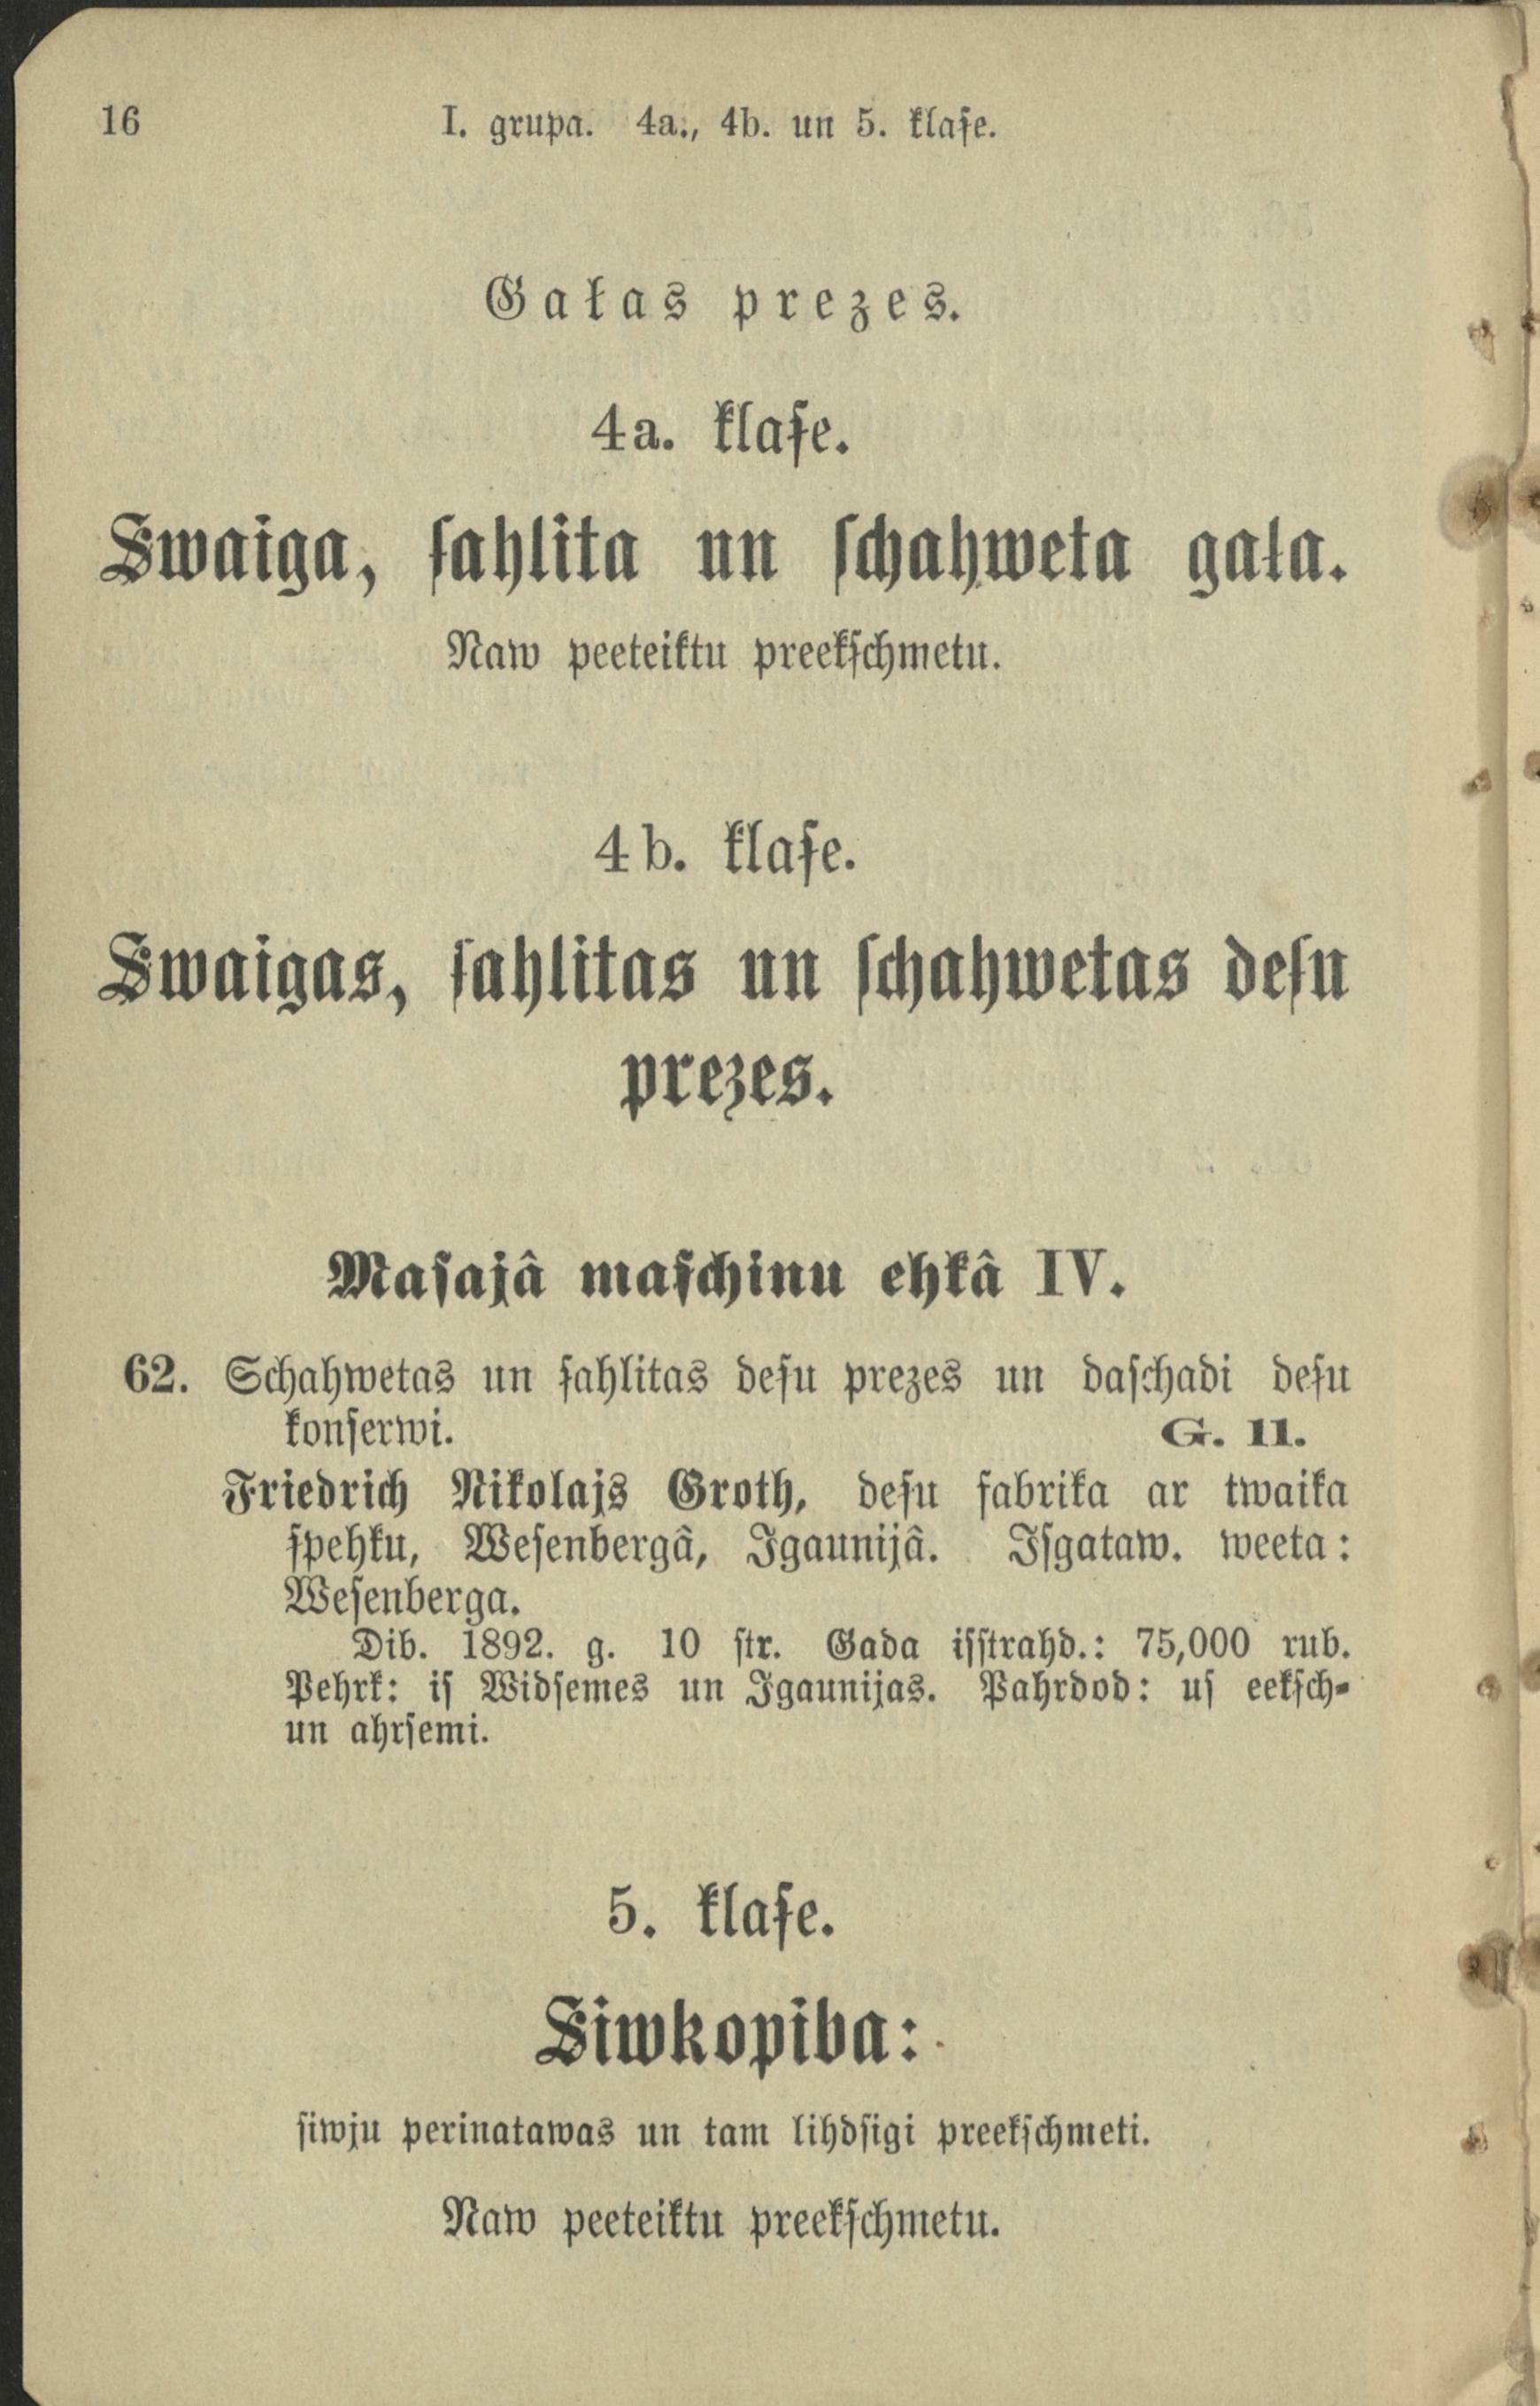 16
I. grupa. 4a., 4b. un 5. klaſe.
Gałas prezes.
4a. klaſe.
Swaiga, ſahlita un ſchahweta gała.
Naw peeteiktu preekſchmetu.
4b. klaſe.
Swaigas, ſahlitas un ſchahwetas deſu
prezes.
Maſajâ maſchinu ehkâ IV.
62. Schahwetas un ſahlitas deſu prezes un daſchadi deſu
konſerwi. G. 11.
Friedrich Nikolajs Groth, deſu fabrika ar twaika
ſpehku, Weſenbergâ, Igaunijâ. Iſgataw. weeta:
Weſenberga.
Dib. 1892. g. 10 ſtr. Gada iſſtrahd.: 75,000 rub.
Pehrk: iſ Widſemes un Igaunijas. Pahrdod: uſ eekſch-
un ahrſemi.
5. klaſe.
Siwkopiba:
ſiwju perinatawas un tam lihdſigi preekſchmeti.
Naw peeteiktu preekſchmetu.